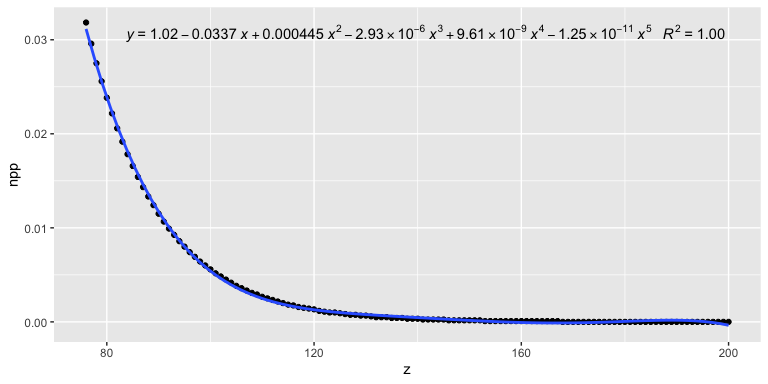 y = 1.02 − 0.0337 x + 0.000445 x² − 2.93 × 10⁻⁶ x³ + 9.61 × 10⁻⁹ x⁴ − 1.25 × 10⁻¹¹ x⁵ R² = 1.00
0.03
0.02
0.01
0.00
npp
80 120 160 200
z